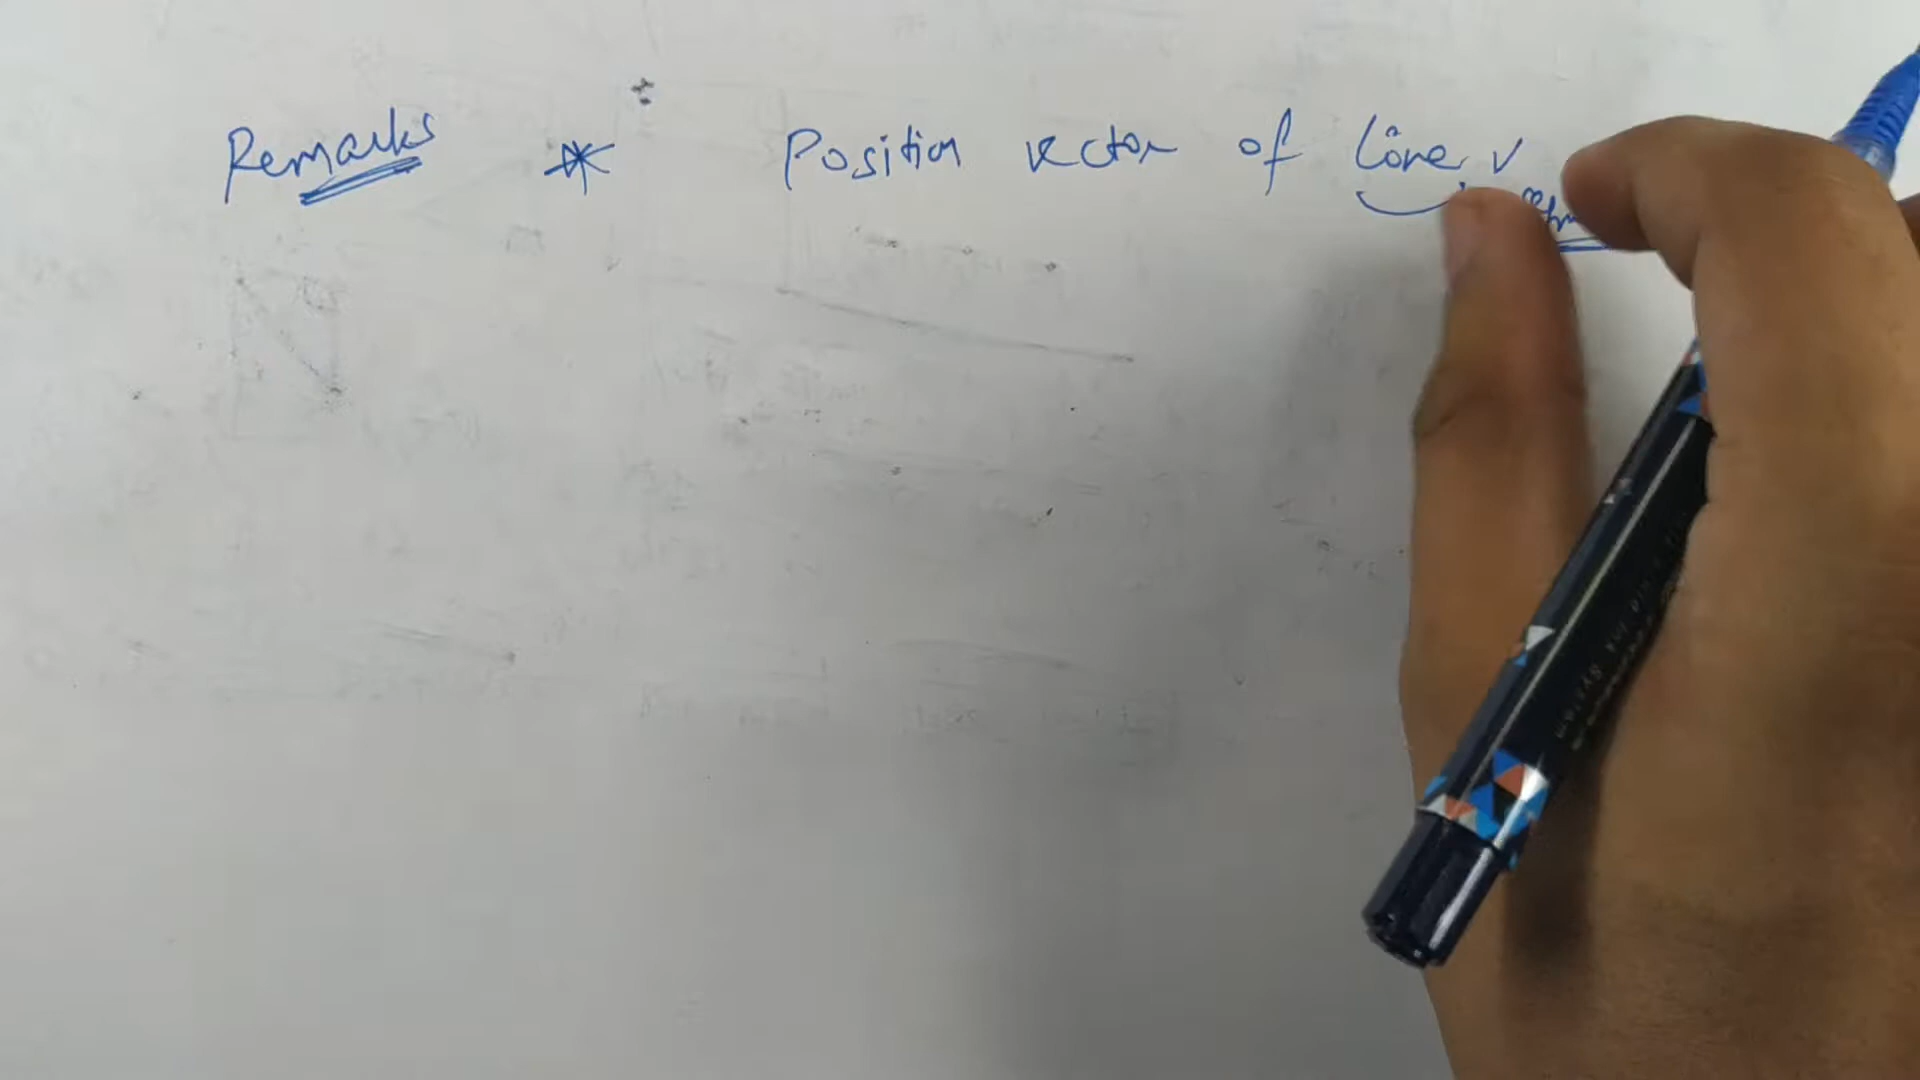 Remarks * Position vector of line